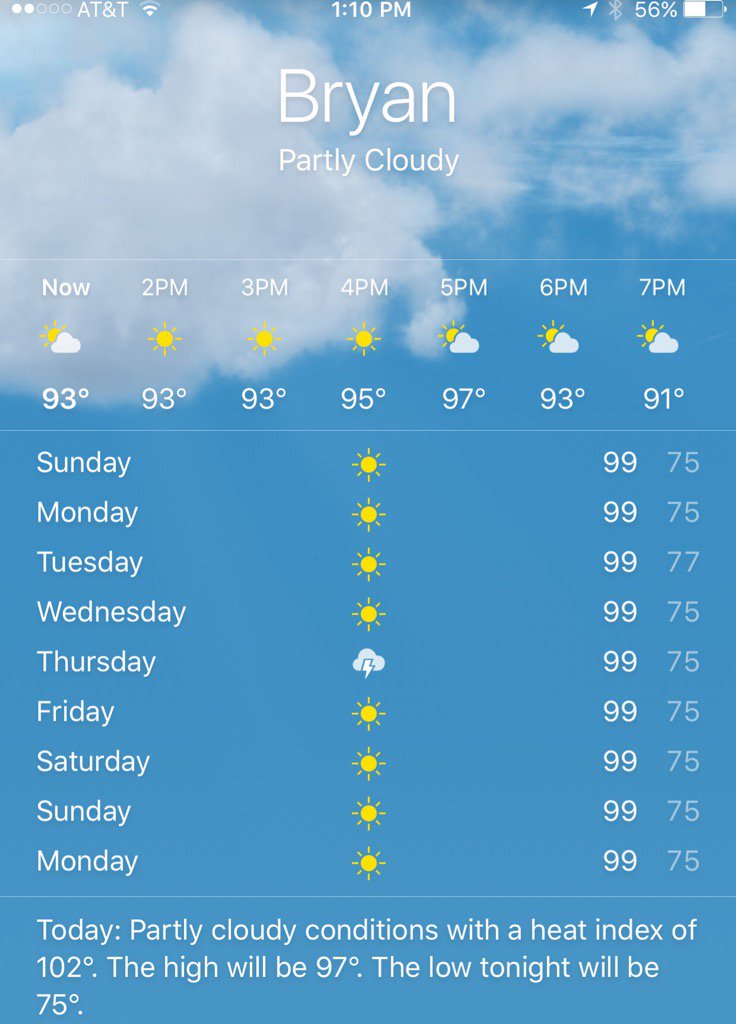 AT&T 1:10 PM 56%
Bryan
Partly Cloudy
Now 2PM 3PM 4PM 5PM 6PM 7PM
93° 93° 93° 95° 97° 93° 91°
Sunday 99 75
Monday 99 75
Tuesday 99 77
Wednesday 99 75
Thursday 99 75
Friday 99 75
Saturday 99 75
Sunday 99 75
Monday 99 75
Today: Partly cloudy conditions with a heat index of
102°. The high will be 97°. The low tonight will be
75°.